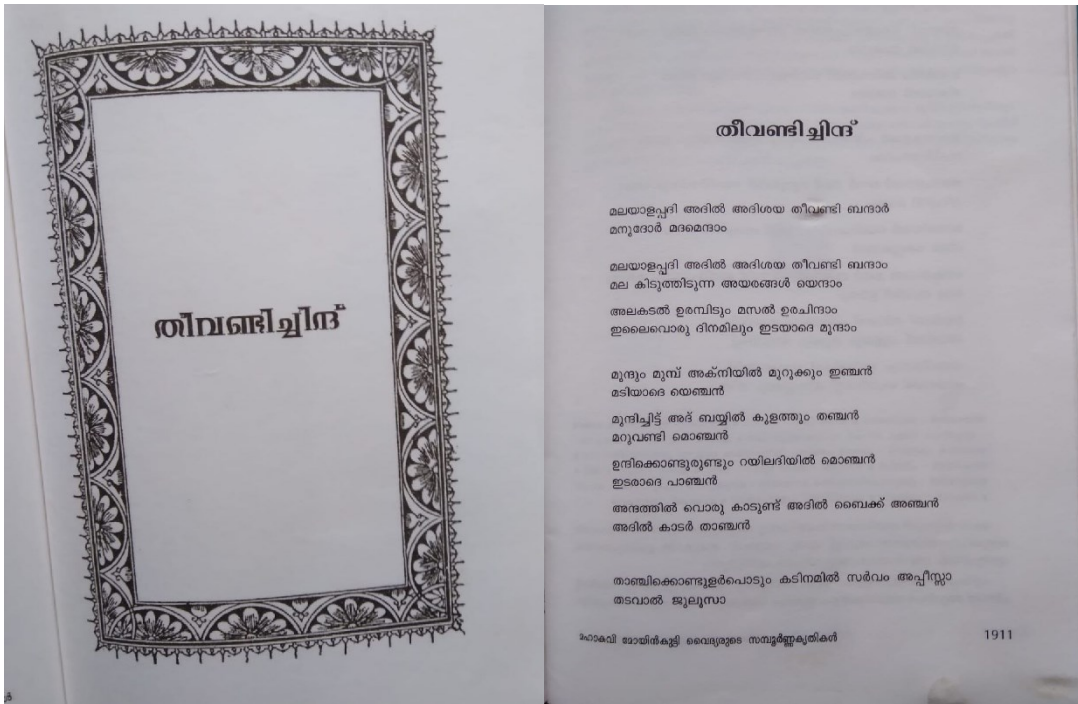 തീവണ്ടിച്ചിന്ദ്
തീവണ്ടിച്ചിന്ദ്
മലയാളപ്പദി അദിൽ അദിശയ തീവണ്ടി ബന്ദാർ
മനുദോർ മദമെന്ദാം
മലയാളപ്പദി അദിൽ അദിശയ തീവണ്ടി ബന്ദാം
മല കിടുത്തിടുന്ന അയരങ്ങൾ യെന്ദാം
അലകടൽ ഉരമ്പിടും മസൽ ഉരചിന്ദാം
ഇലൈവൊരു ദിനമിലും ഇടയാദെ മൂന്ദാം
മൂന്ദും മുമ്പ് അക്നിയിൽ മുറുക്കും ഇഞ്ചൻ
മടിയാദെ യെഞ്ചൻ
മുന്ദിച്ചിട്ട് അദ് ബയ്യിൽ കുളത്തും തഞ്ചൻ
മറുവണ്ടി മൊഞ്ചൻ
ഉന്ദിക്കൊണ്ടുരുണ്ടും റയിലദിയിൽ മൊഞ്ചൻ
ഇടരാദെ പാഞ്ചൻ
അന്ദത്തിൽ വൊരു കാടുണ്ട് അദിൽ ബൈക്ക് അഞ്ചൻ
അദിൽ കാടർ താഞ്ചൻ
താഞ്ചിക്കൊണ്ടുളർപൊടും കടിനമിൽ സർവം അപ്പീസ്സാ
തടവാൽ ജുലൂസാ
മഹാകവി മോയിൻകുട്ടി വൈദ്യരുടെ സമ്പൂർണ്ണകൃതികൾ 1911